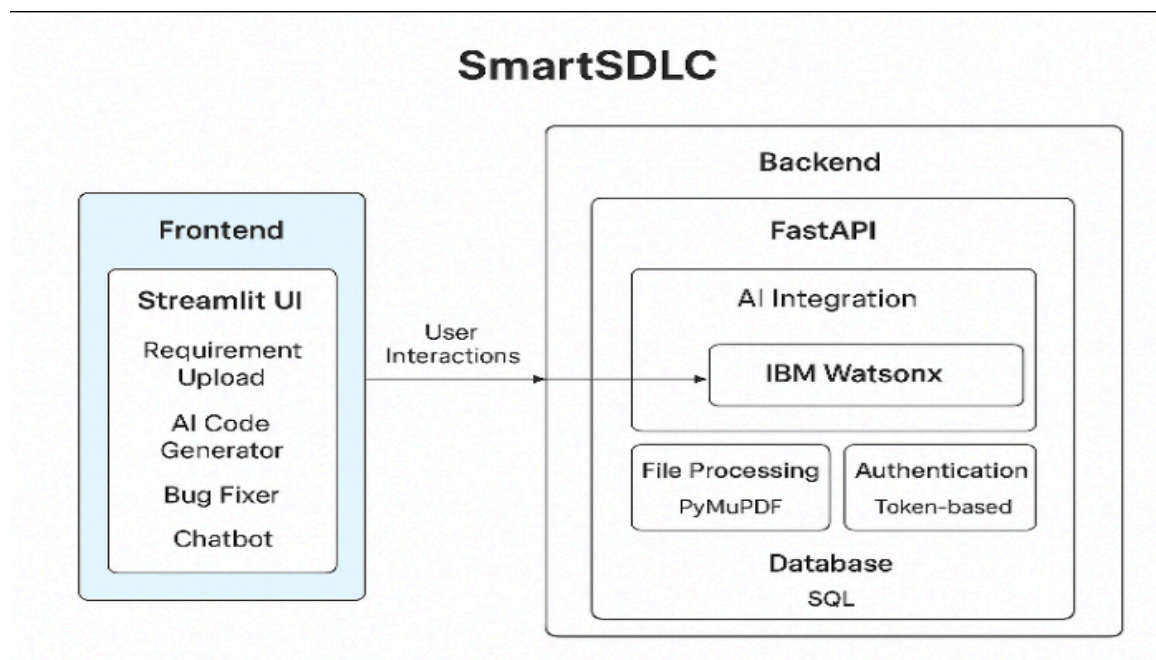 SmartSDLC
Frontend
Streamlit UI
Requirement
Upload
AI Code
Generator
Bug Fixer
Chatbot
User
Interactions
Backend
FastAPI
AI Integration
IBM Watsonx
File Processing
PyMuPDF
Authentication
Token-based
Database
SQL